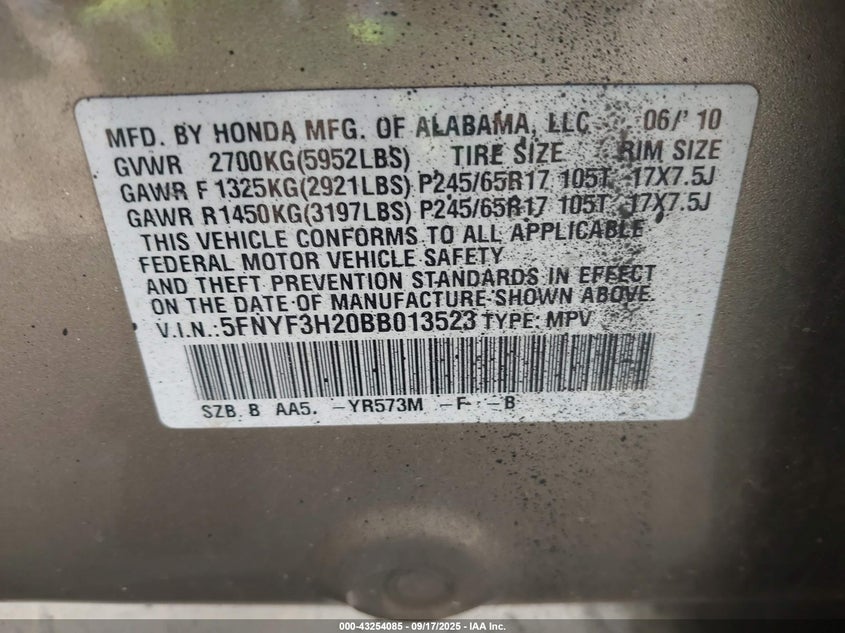 MFD. BY HONDA MFG. OF ALABAMA, LLC 06/' 10
GVWR 2700KG(5952LBS) TIRE SIZE RIM SIZE
GAWR F 1325KG(2921LBS) P245/65R17 105T 17X7.5J
GAWR R1450KG(3197LBS) P245/65R17 105T 17X7.5J
THIS VEHICLE CONFORMS TO ALL APPLICABLE
FEDERAL MOTOR VEHICLE SAFETY
AND THEFT PREVENTION STANDARDS IN EFFECT
ON THE DATE OF MANUFACTURE SHOWN ABOVE.
V.I.N.:5FNYF3H20BB013523 TYPE: MPV
SZB B AA5. -YR573M -F -B
000-43254085 - 09/17/2025 - IAA Inc.